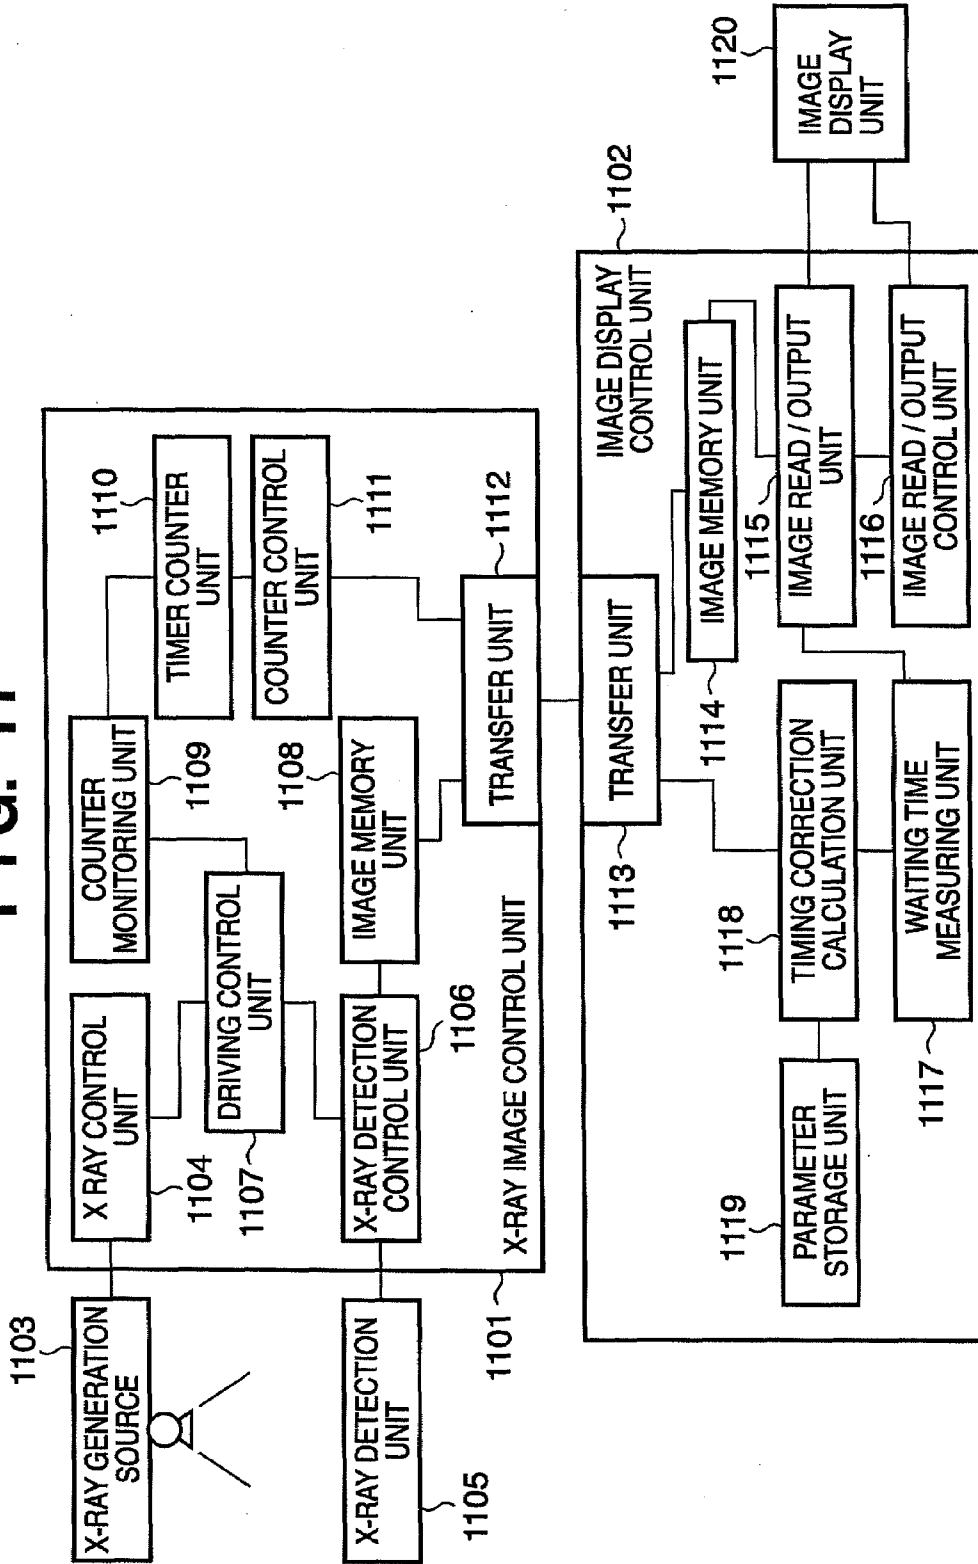 FIG. 11
1103
X-RAY GENERATION
SOURCE
X RAY CONTROL
UNIT
1104
COUNTER
MONITORING UNIT
1109
1110
TIMER COUNTER
UNIT
COUNTER CONTROL
UNIT
1111
DRIVING CONTROL
UNIT
1107
1108
IMAGE MEMORY
UNIT
X-RAY DETECTION
CONTROL UNIT
1106
X-RAY DETECTION
UNIT
1105
TRANSFER UNIT
1112
X-RAY IMAGE CONTROL UNIT
1101
1102
IMAGE DISPLAY
CONTROL UNIT
TRANSFER UNIT
1113
IMAGE MEMORY UNIT
1114
1115
IMAGE READ / OUTPUT
UNIT
1116
IMAGE READ / OUTPUT
CONTROL UNIT
1118
TIMING CORRECTION
CALCULATION UNIT
WAITING TIME
MEASURING UNIT
1117
1119
PARAMETER
STORAGE UNIT
1120
IMAGE
DISPLAY
UNIT